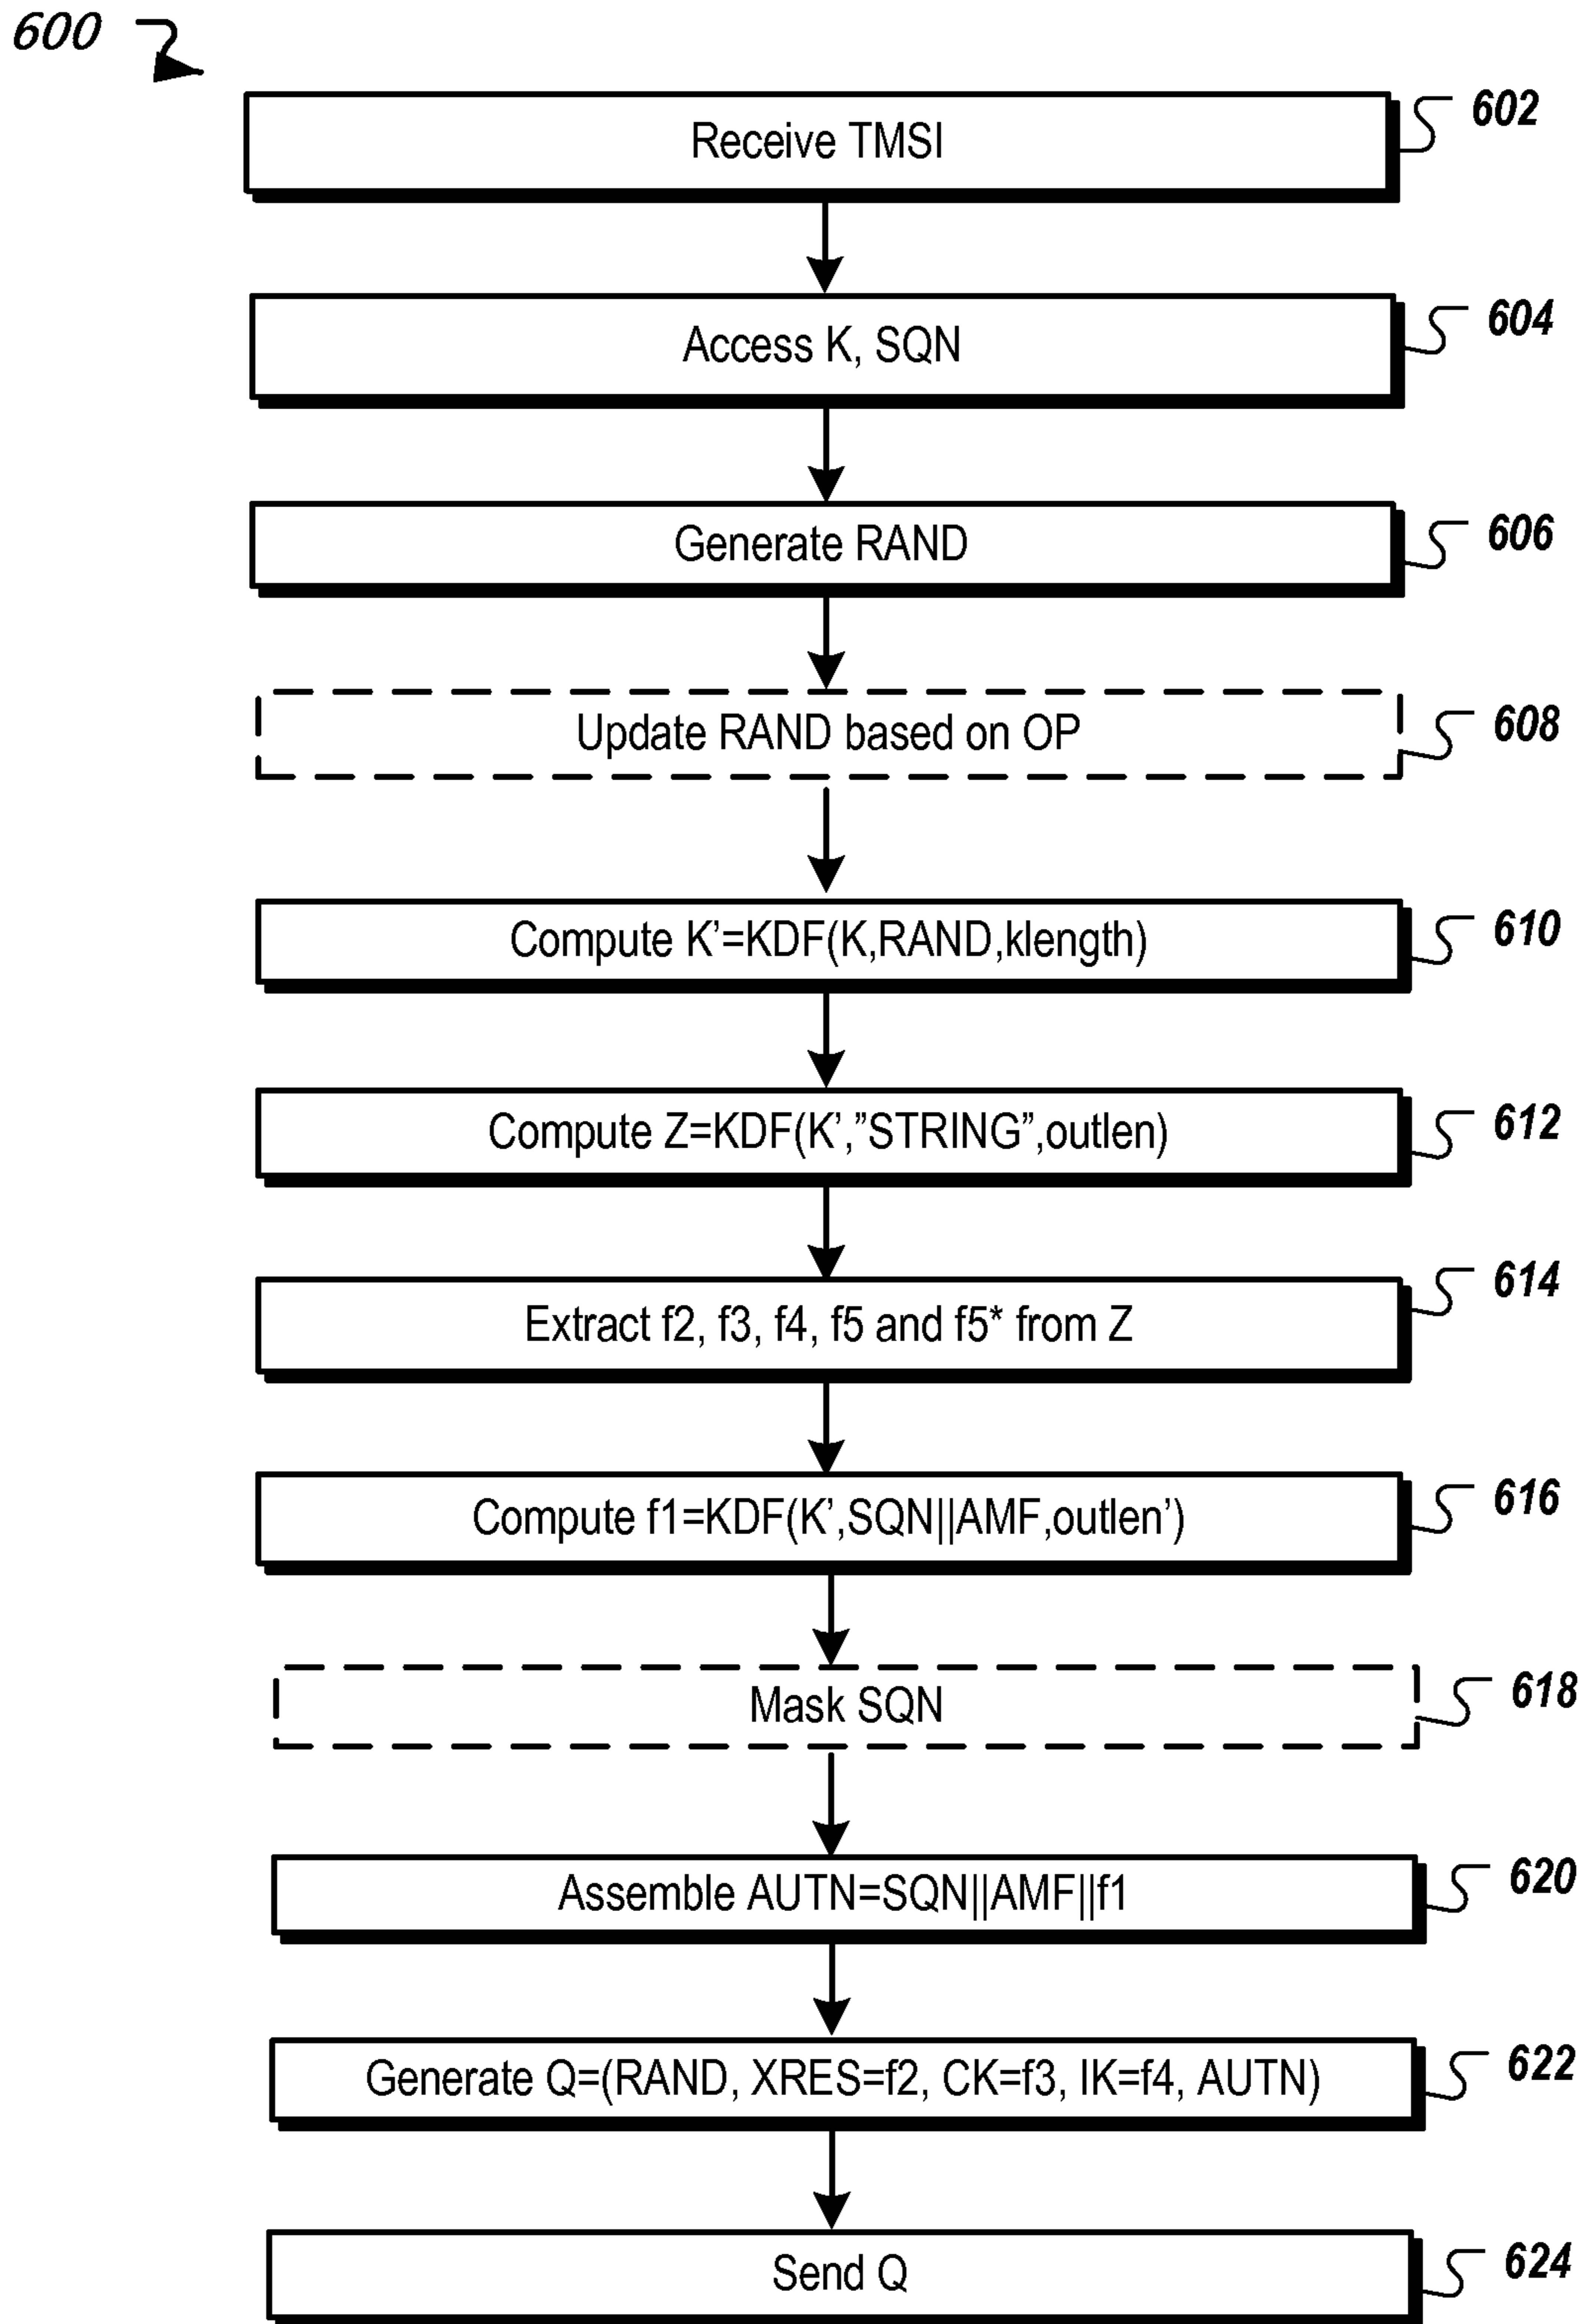 600
Receive TMSI
602
Access K, SQN
604
Generate RAND
606
Update RAND based on OP
608
Compute K’=KDF(K,RAND,klength)
610
Compute Z=KDF(K’,”STRING”,outlen)
612
Extract f2, f3, f4, f5 and f5* from Z
614
Compute f1=KDF(K’,SQN||AMF,outlen’)
616
Mask SQN
618
Assemble AUTN=SQN||AMF||f1
620
Generate Q=(RAND, XRES=f2, CK=f3, IK=f4, AUTN)
622
Send Q
624